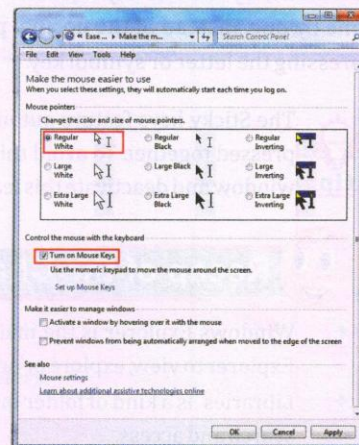 « Ease ... ▸ Make the m...
Search Control Panel
File Edit View Tools Help
Make the mouse easier to use
When you select these settings, they will automatically start each time you log on.
Mouse pointers
Change the color and size of mouse pointers.
Regular White Regular Black Regular Inverting
Large White Large Black Large Inverting
Extra Large White Extra Large Black Extra Large Inverting
Control the mouse with the keyboard
Turn on Mouse Keys
Use the numeric keypad to move the mouse around the screen.
Set up Mouse Keys
Make it easier to manage windows
Activate a window by hovering over it with the mouse
Prevent windows from being automatically arranged when moved to the edge of the screen
See also
Mouse settings
Learn about additional assistive technologies online
OK Cancel Apply